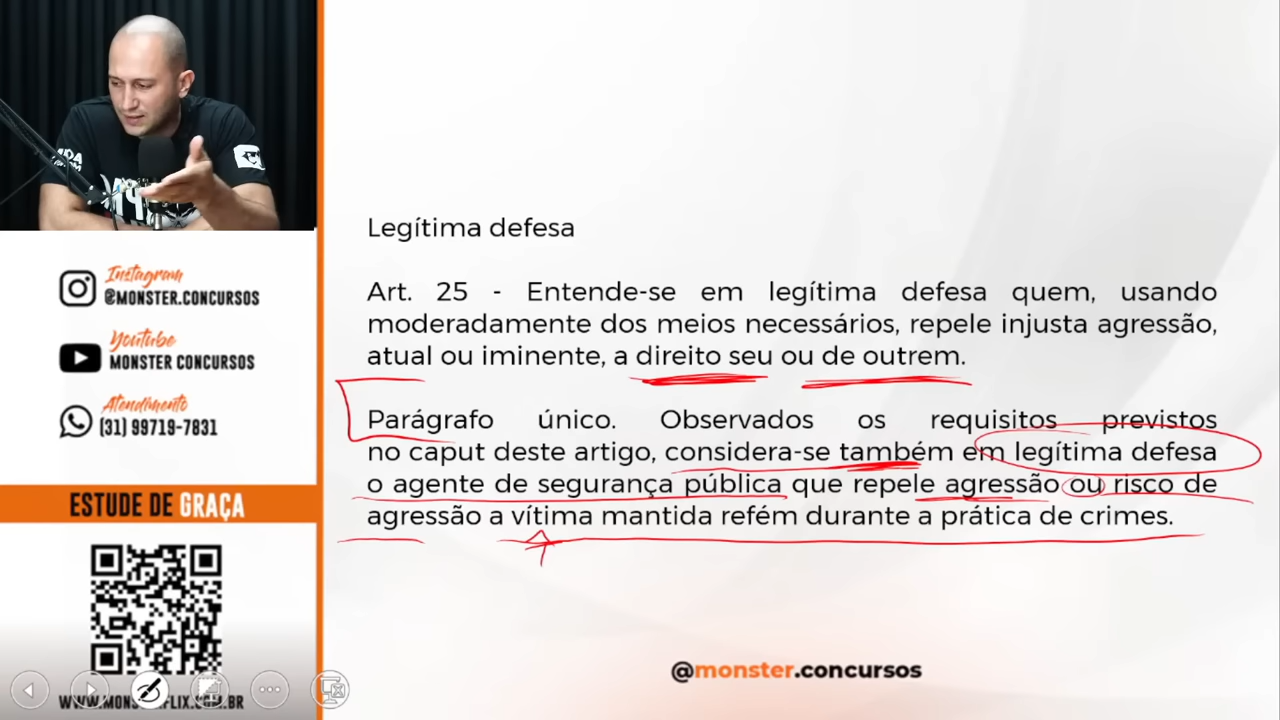 Instagram
@MONSTER.CONCURSOS
Youtube
MONSTER CONCURSOS
Atendimento
(31) 99719-7831
ESTUDE DE GRAÇA
Legítima defesa
Art. 25 - Entende-se em legítima defesa quem, usando
moderadamente dos meios necessários, repele injusta agressão,
atual ou iminente, a direito seu ou de outrem.
Parágrafo único. Observados os requisitos previstos
no caput deste artigo, considera-se também em legítima defesa
o agente de segurança pública que repele agressão ou risco de
agressão a vítima mantida refém durante a prática de crimes.
@monster.concursos